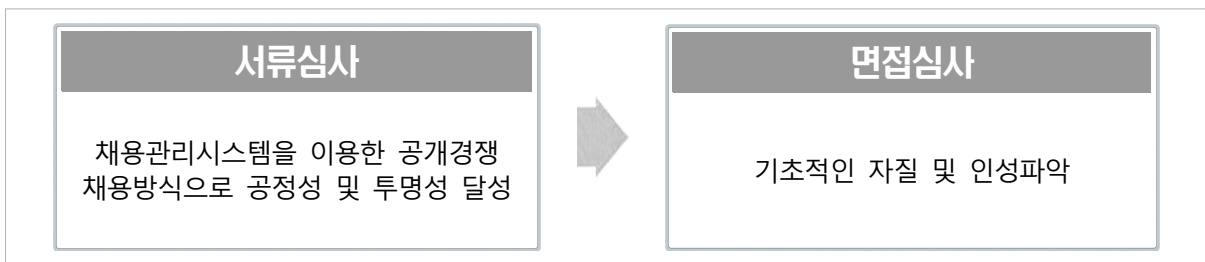 서류심사
채용관리시스템을 이용한 공개경쟁
채용방식으로 공정성 및 투명성 달성
면접심사
기초적인 자질 및 인성파악